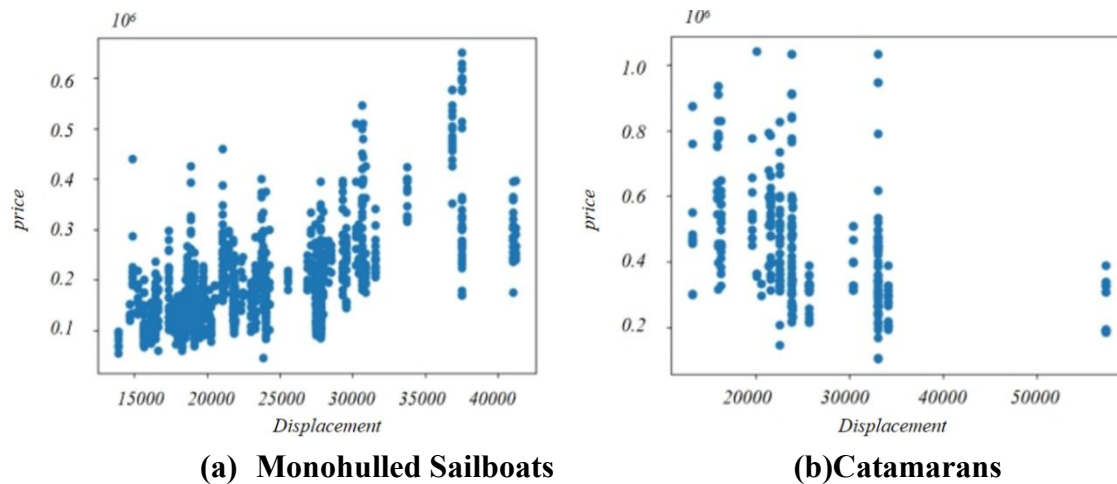 10⁶
0.6
0.5
0.4
0.3
0.2
0.1
price
15000 20000 25000 30000 35000 40000
Displacement
(a) Monohulled Sailboats
10⁶
1.0
0.8
0.6
0.4
0.2
price
20000 30000 40000 50000
Displacement
(b)Catamarans